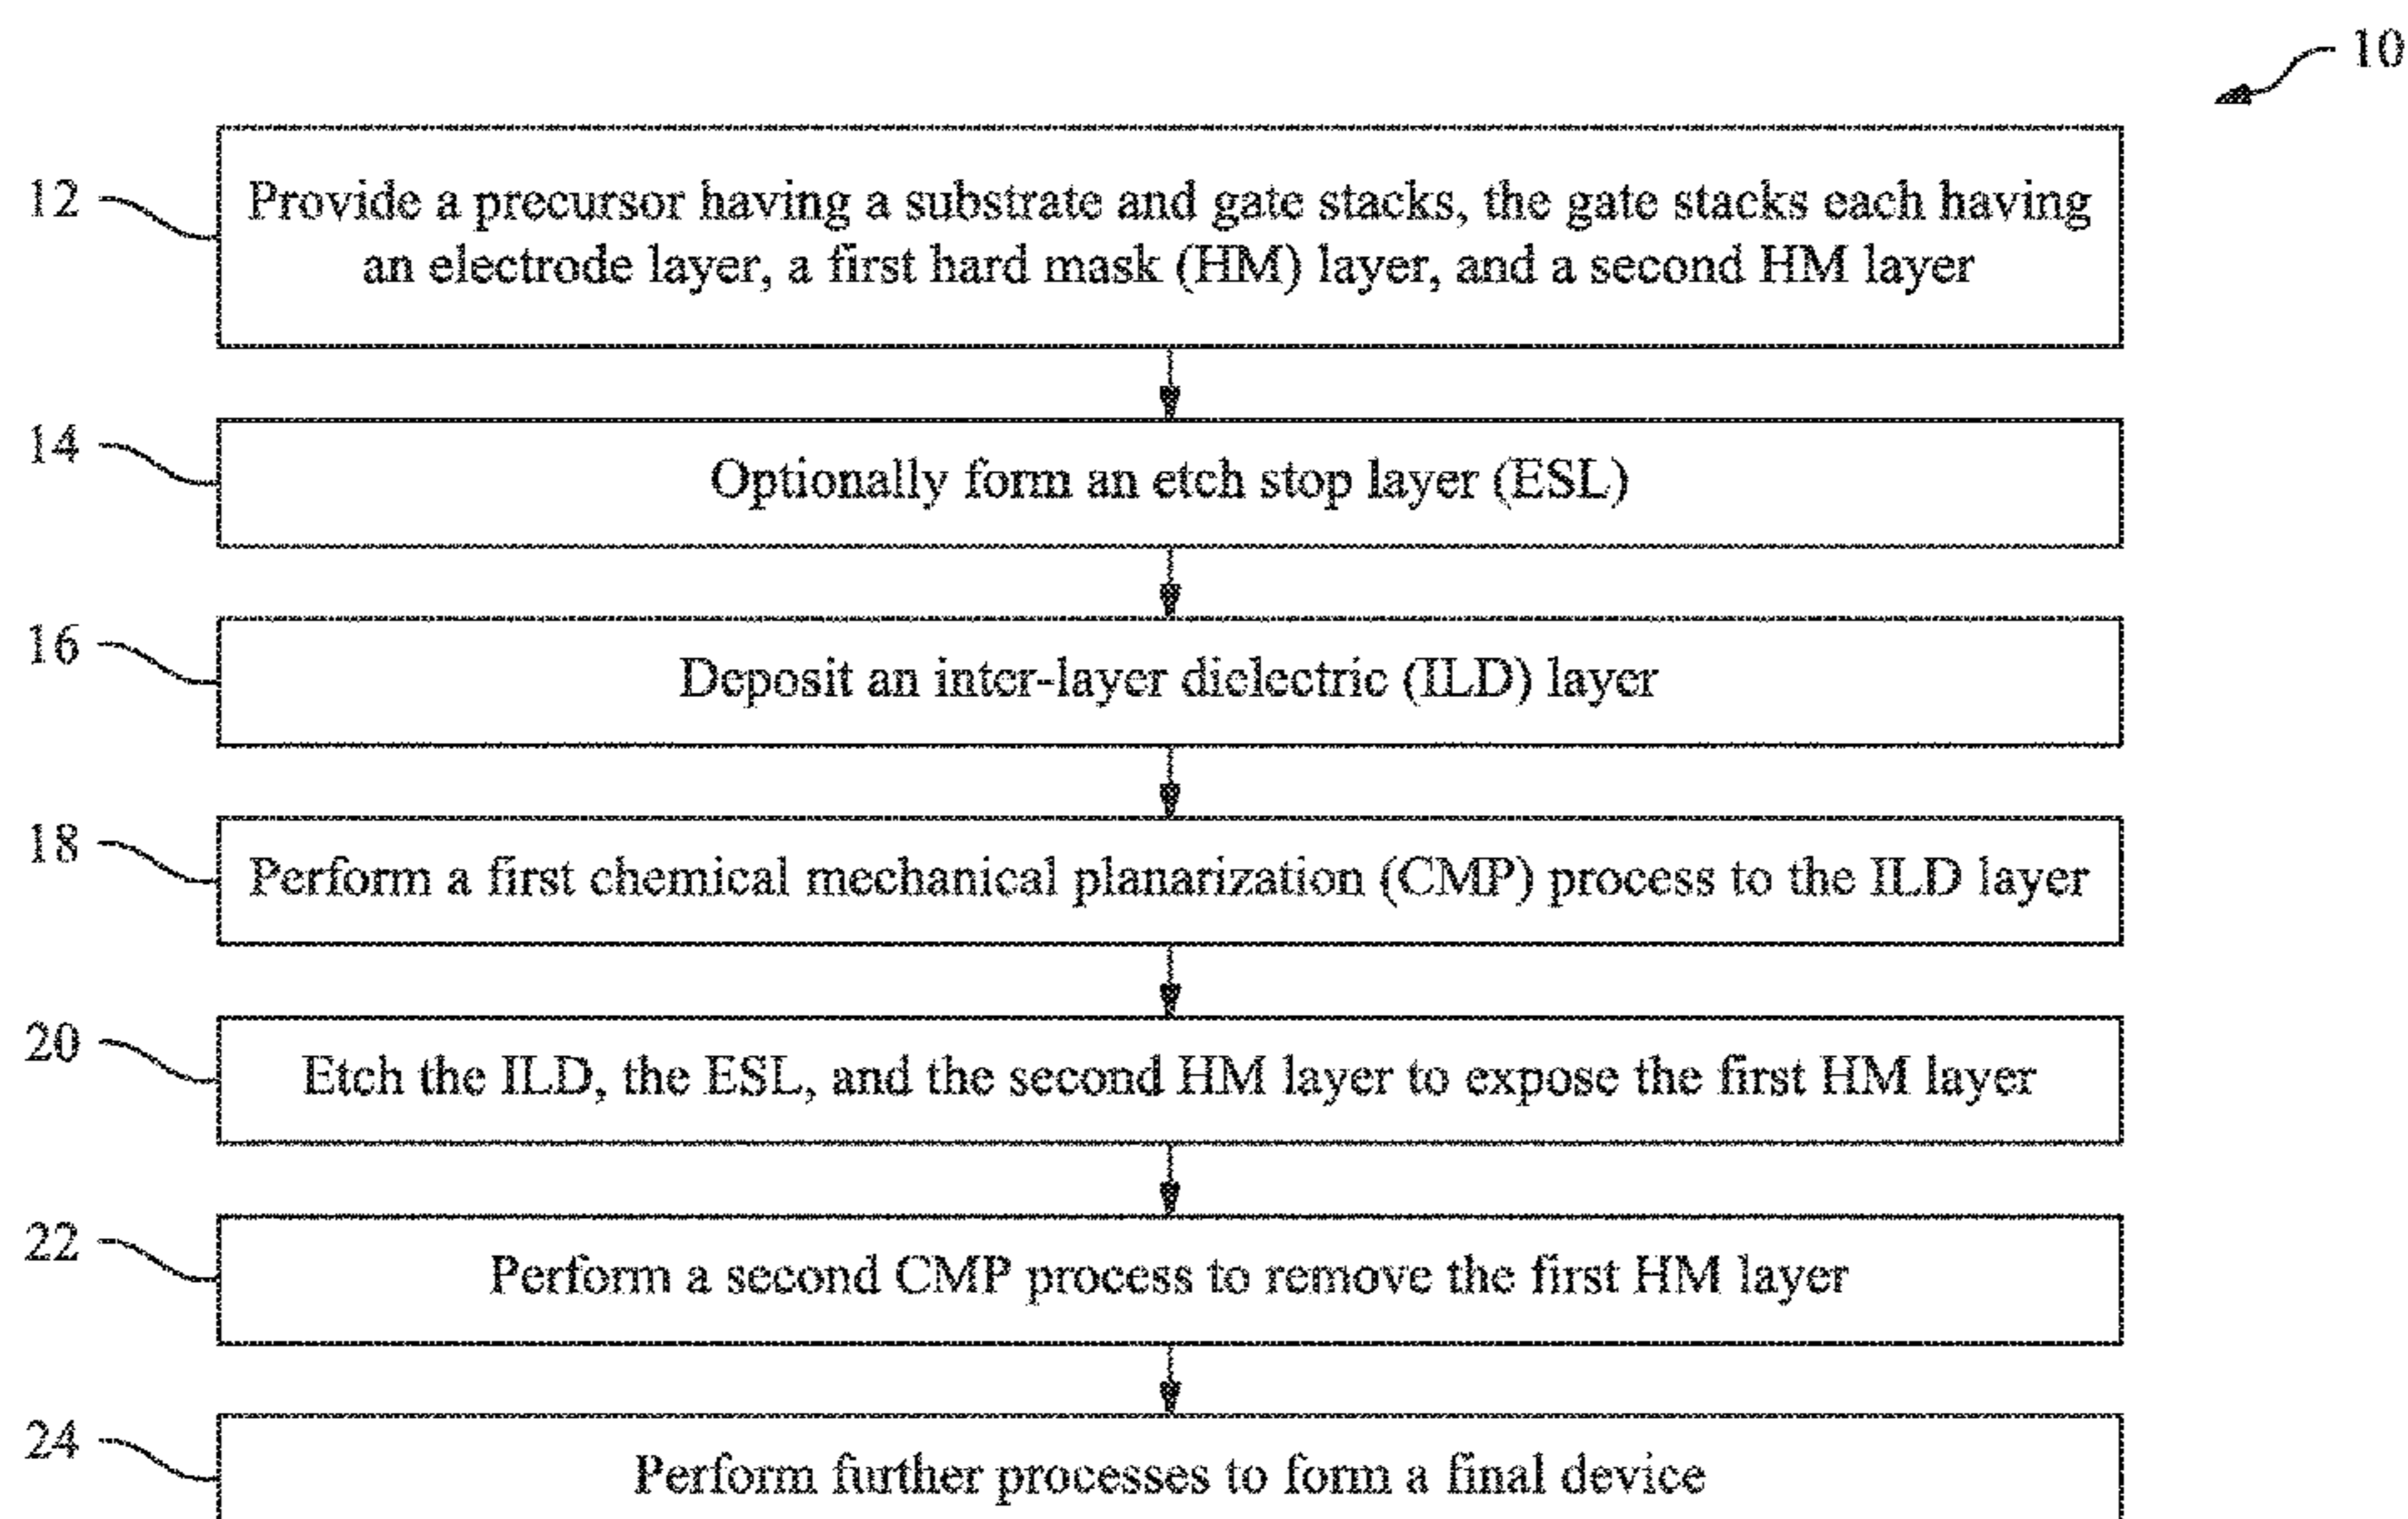 10
12
Provide a precursor having a substrate and gate stacks, the gate stacks each having
an electrode layer, a first hard mask (HM) layer, and a second HM layer
14
Optionally form an etch stop layer (ESL)
16
Deposit an inter-layer dielectric (ILD) layer
18
Perform a first chemical mechanical planarization (CMP) process to the ILD layer
20
Etch the ILD, the ESL, and the second HM layer to expose the first HM layer
22
Perform a second CMP process to remove the first HM layer
24
Perform further processes to form a final device